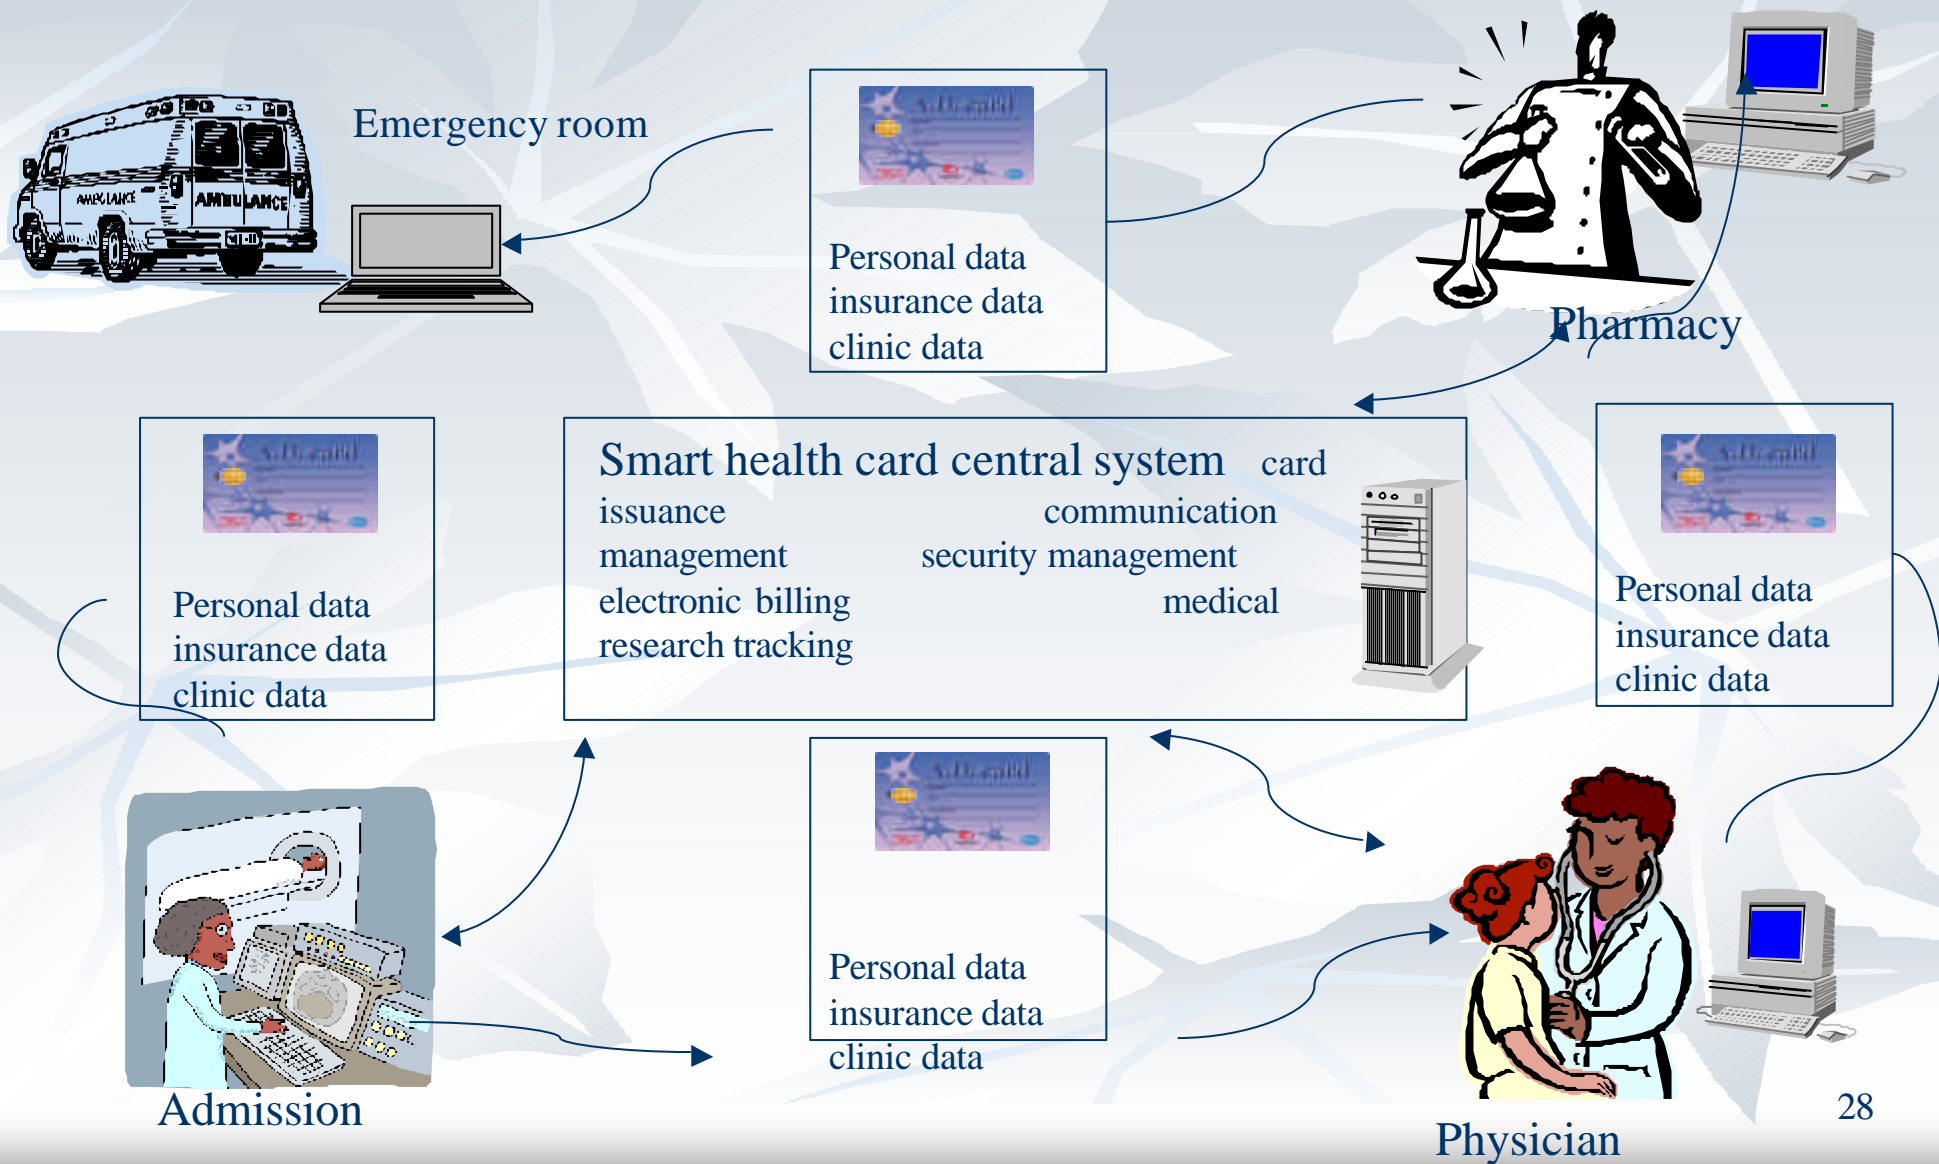 Emergency room
AMBULANCE
Personal data
insurance data
clinic data
Pharmacy
Personal data
insurance data
clinic data
Smart health card central system card
issuance communication
management security management
electronic billing medical
research tracking
Personal data
insurance data
clinic data
Personal data
insurance data
clinic data
Admission
Physician
28